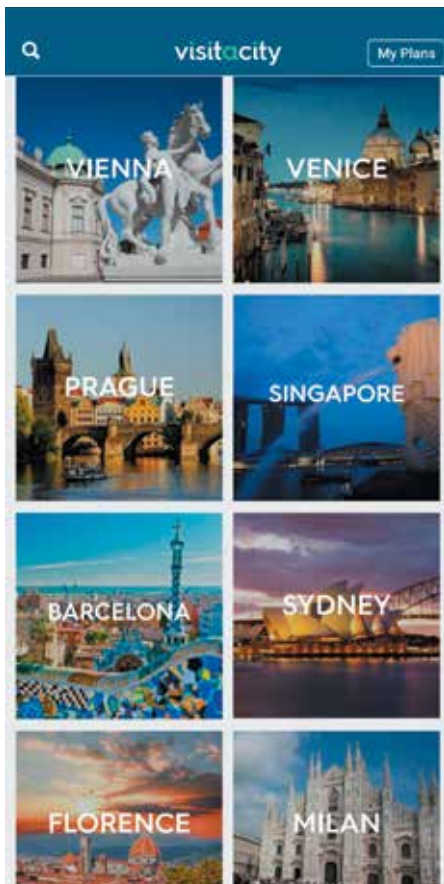 visitacity
My Plans
VIENNA
VENICE
PRAGUE
SINGAPORE
BARCELONA
SYDNEY
FLORENCE
MILAN